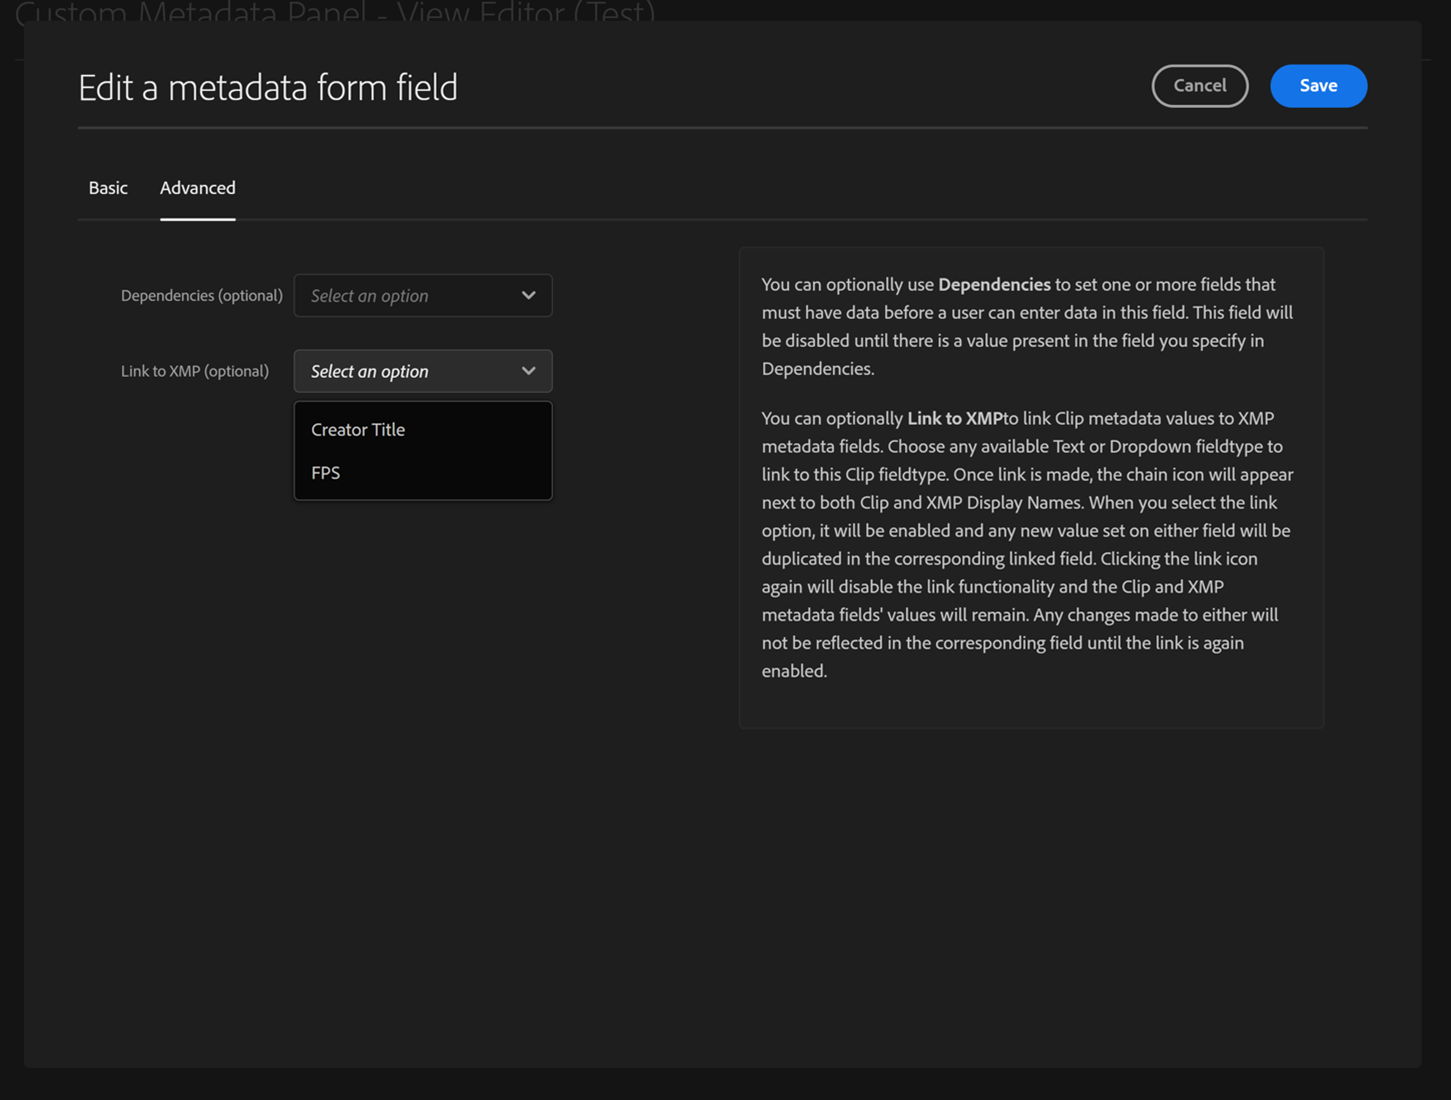 Custom Metadata Panel - View Editor (Test)
Edit a metadata form field
Cancel
Save
Basic
Advanced
Dependencies (optional)
Select an option
Link to XMP (optional)
Select an option
Creator Title
FPS
You can optionally use Dependencies to set one or more fields that
must have data before a user can enter data in this field. This field will
be disabled until there is a value present in the field you specify in
Dependencies.
You can optionally Link to XMPto link Clip metadata values to XMP
metadata fields. Choose any available Text or Dropdown fieldtype to
link to this Clip fieldtype. Once link is made, the chain icon will appear
next to both Clip and XMP Display Names. When you select the link
option, it will be enabled and any new value set on either field will be
duplicated in the corresponding linked field. Clicking the link icon
again will disable the link functionality and the Clip and XMP
metadata fields' values will remain. Any changes made to either will
not be reflected in the corresponding field until the link is again
enabled.